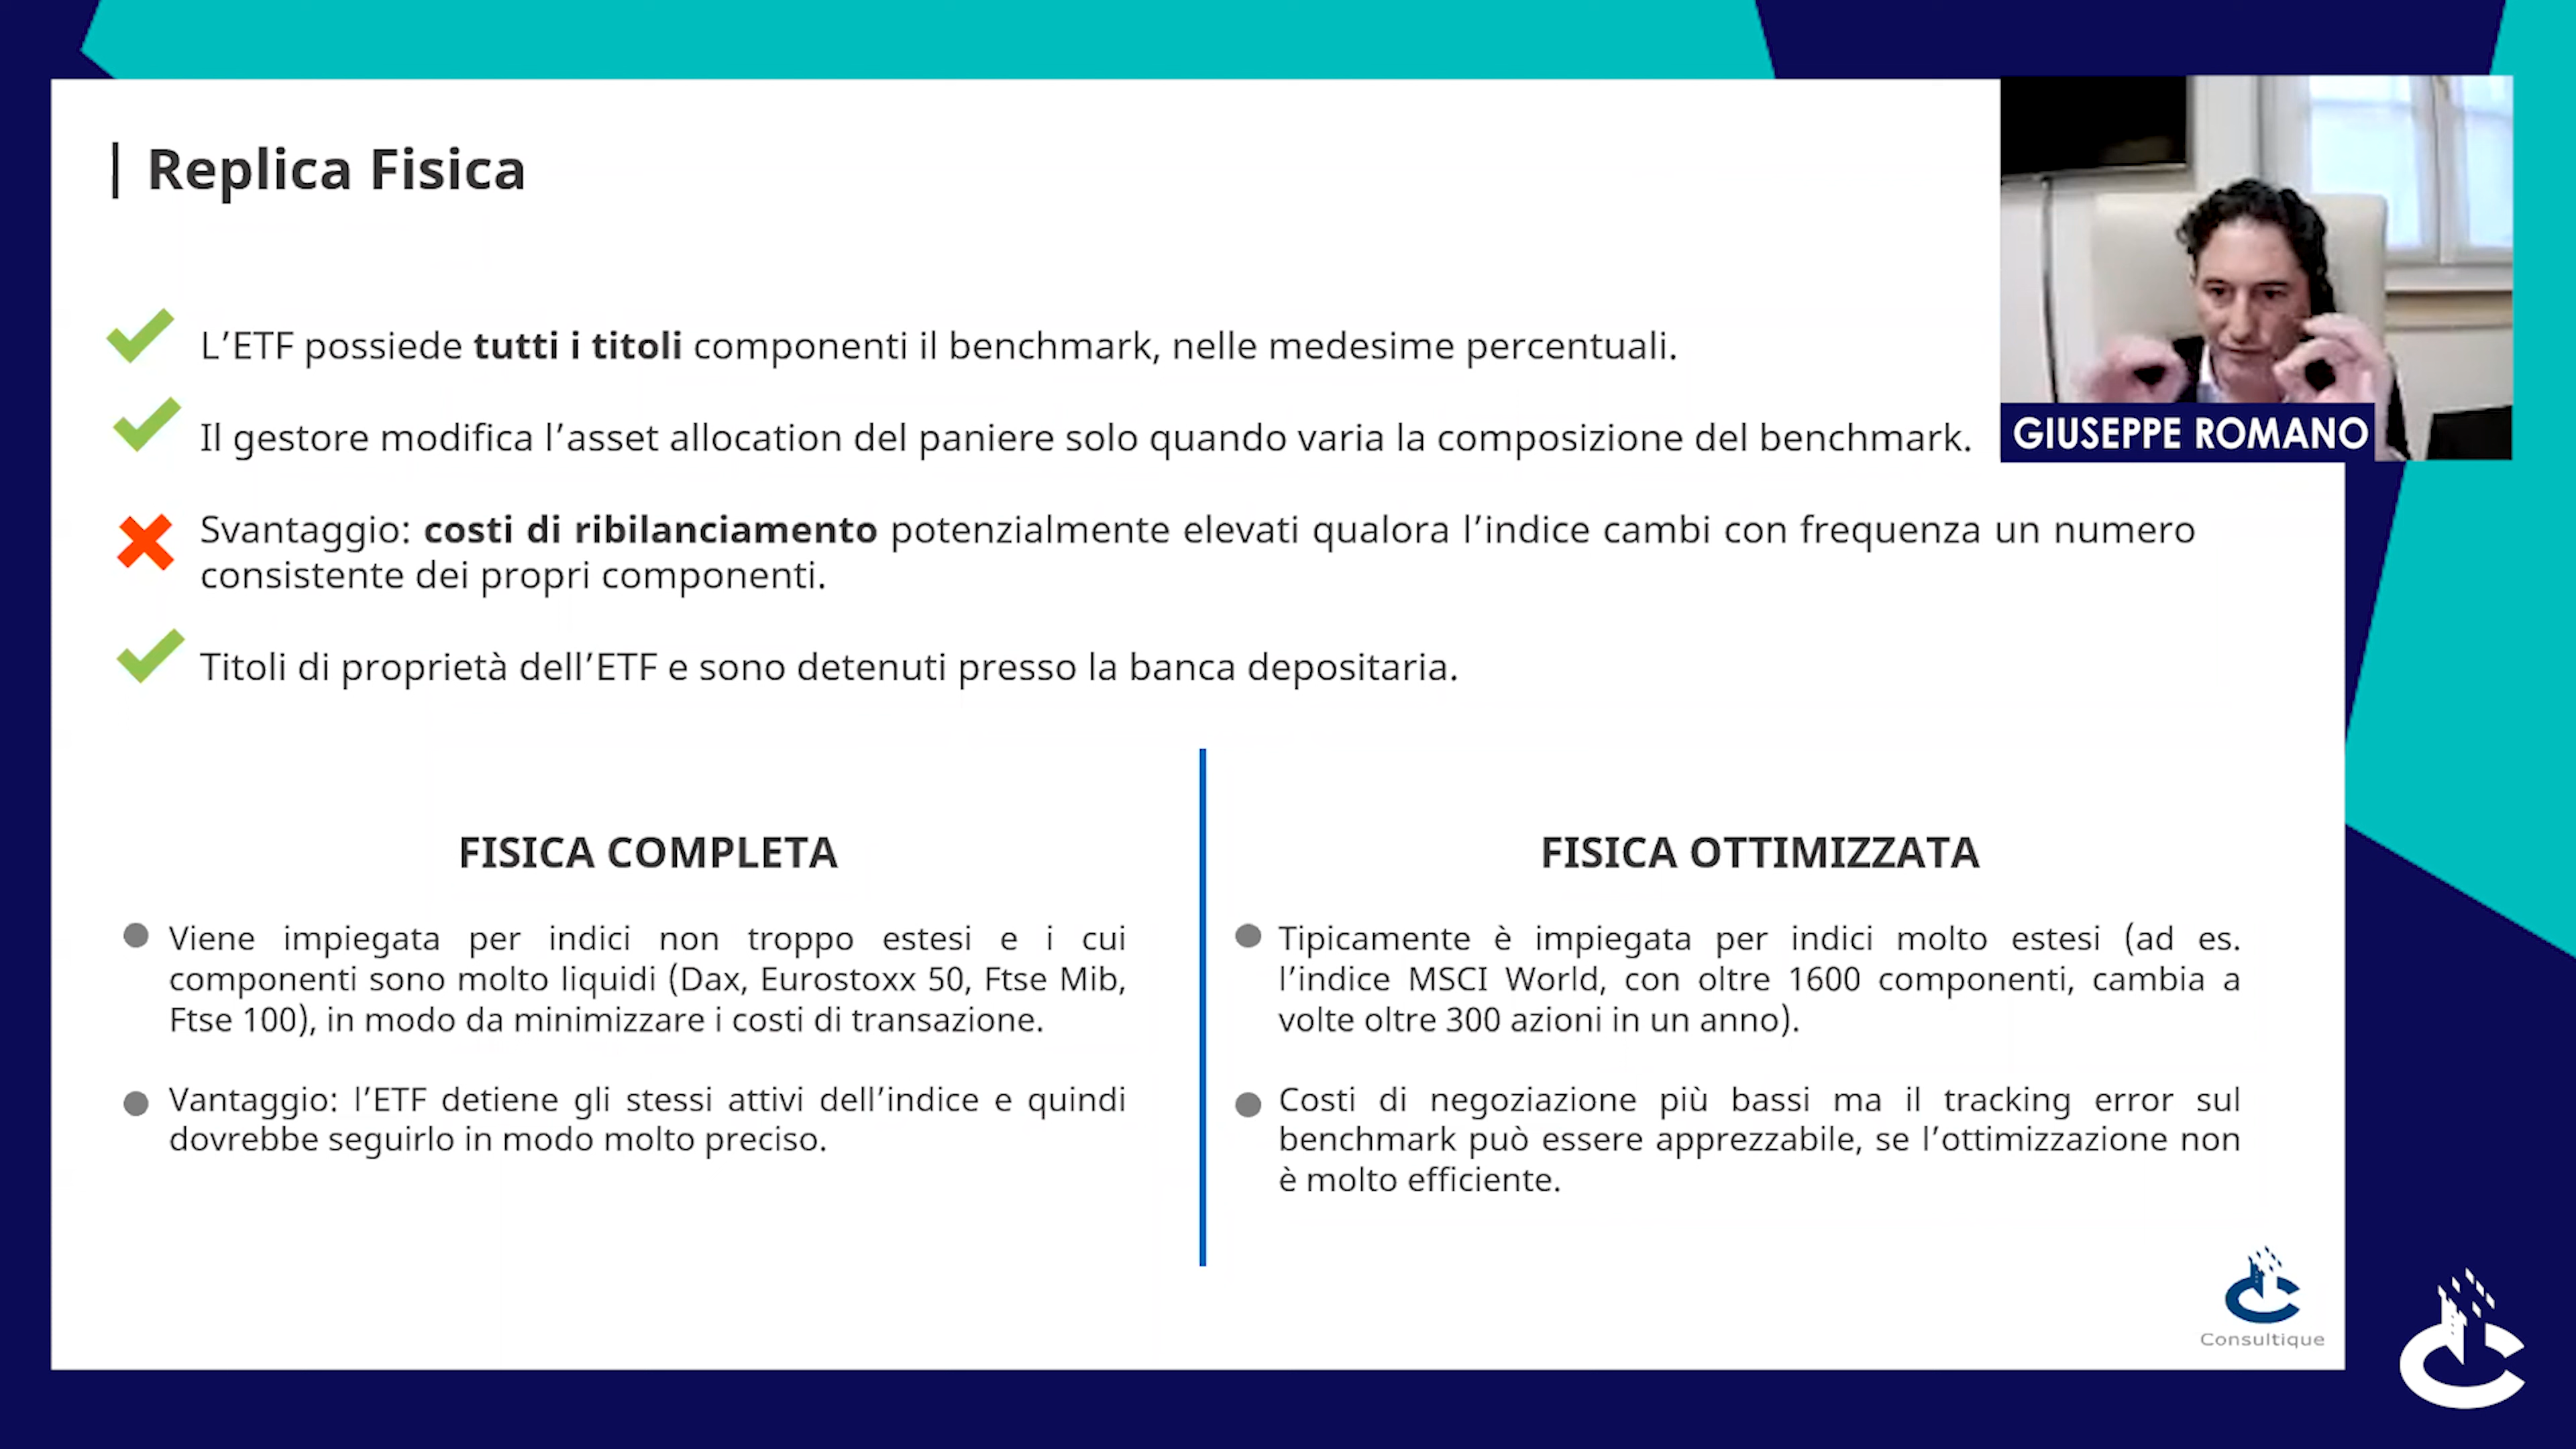 Replica Fisica
L’ETF possiede tutti i titoli componenti il benchmark, nelle medesime percentuali.
Il gestore modifica l’asset allocation del paniere solo quando varia la composizione del benchmark.
GIUSEPPE ROMANO
Svantaggio: costi di ribilanciamento potenzialmente elevati qualora l’indice cambi con frequenza un numero
consistente dei propri componenti.
Titoli di proprietà dell’ETF e sono detenuti presso la banca depositaria.
FISICA COMPLETA
Viene impiegata per indici non troppo estesi e i cui
componenti sono molto liquidi (Dax, Eurostoxx 50, Ftse Mib,
Ftse 100), in modo da minimizzare i costi di transazione.
Vantaggio: l’ETF detiene gli stessi attivi dell’indice e quindi
dovrebbe seguirlo in modo molto preciso.
FISICA OTTIMIZZATA
Tipicamente è impiegata per indici molto estesi (ad es.
l’indice MSCI World, con oltre 1600 componenti, cambia a
volte oltre 300 azioni in un anno).
Costi di negoziazione più bassi ma il tracking error sul
benchmark può essere apprezzabile, se l’ottimizzazione non
è molto efficiente.
Consultique